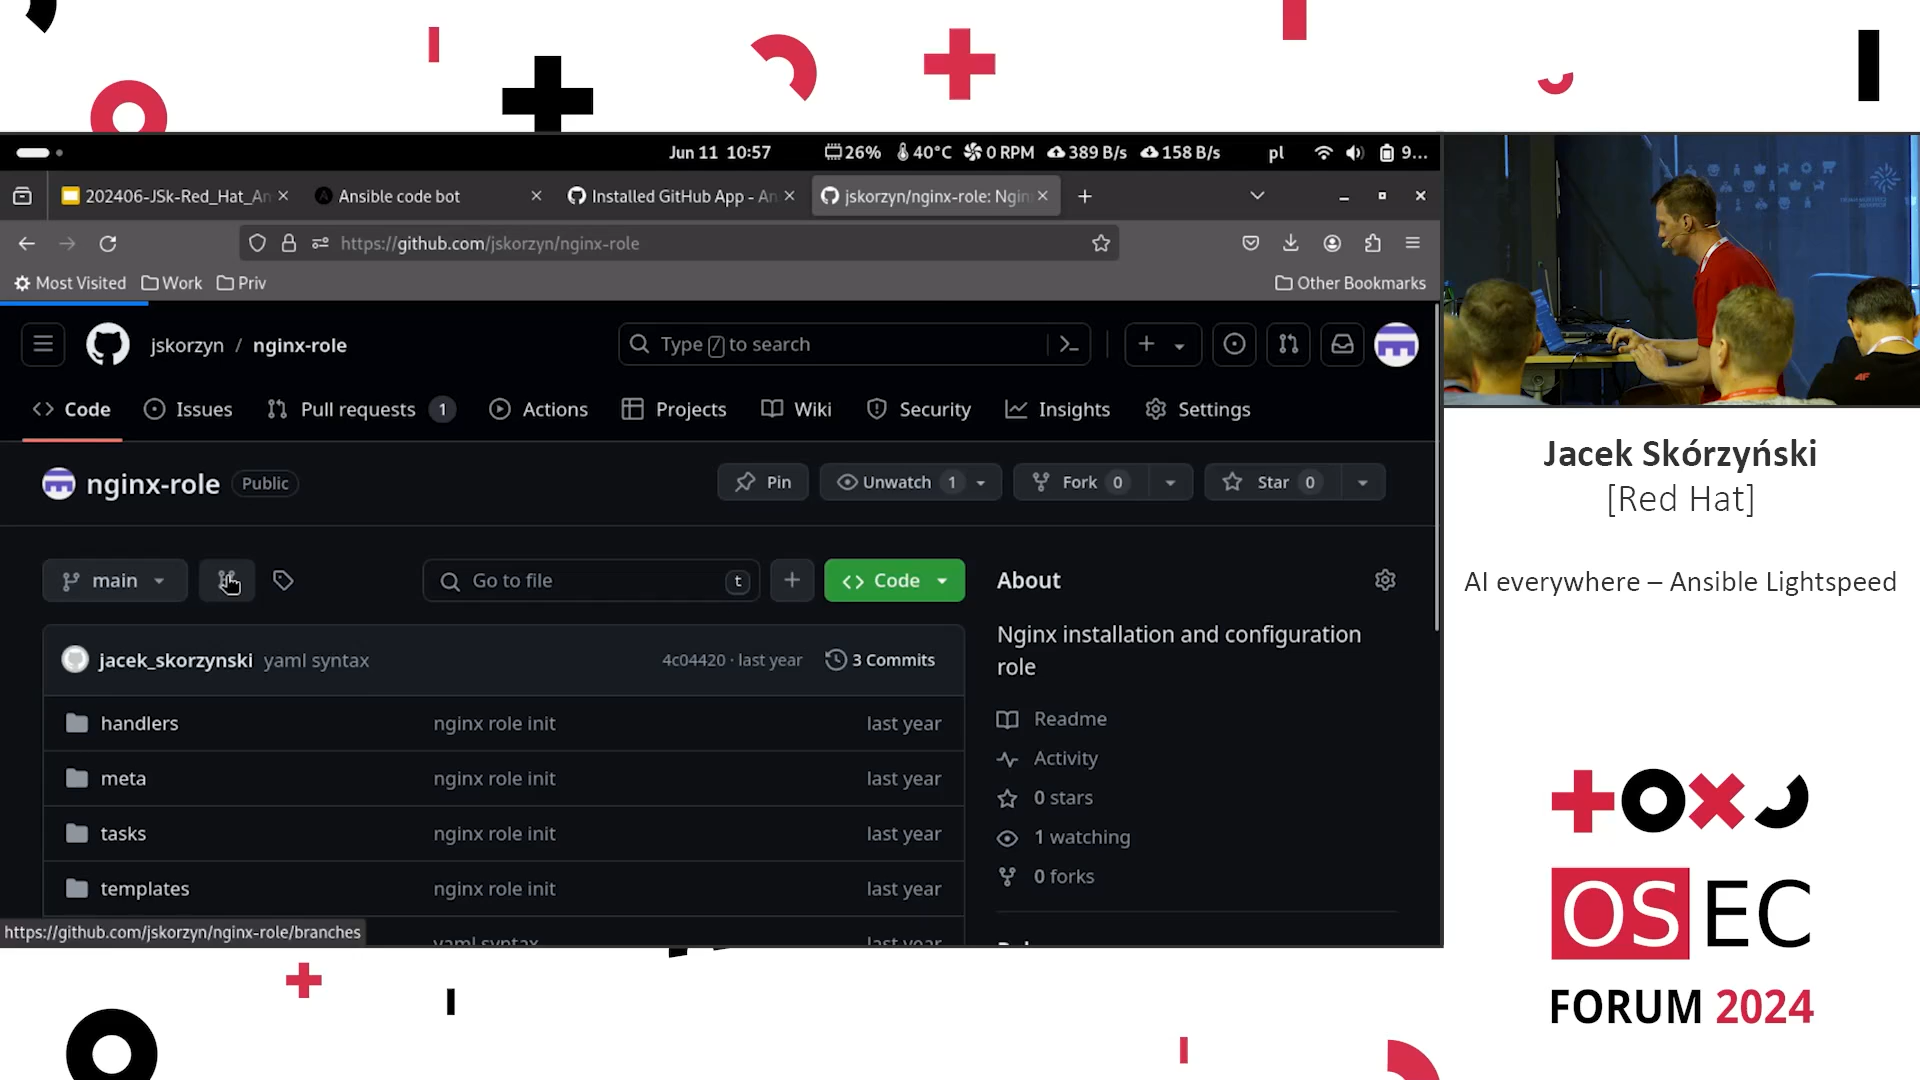 Jun 11 10:57
26%
40°C
0 RPM
389 B/s
158 B/s
pl
9...
202406-JSk-Red_Hat_An
Ansible code bot
Installed GitHub App - An
jskorzyn/nginx-role: Ngin
https://github.com/jskorzyn/nginx-role
Most Visited
Work
Priv
Other Bookmarks
jskorzyn / nginx-role
Type / to search
Code
Issues
Pull requests 1
Actions
Projects
Wiki
Security
Insights
Settings
nginx-role Public
Pin
Unwatch 1
Fork 0
Star 0
main
Go to file t
Code
jacek_skorzynski yaml syntax 4c04420 · last year 3 Commits
handlers nginx role init last year
meta nginx role init last year
tasks nginx role init last year
templates nginx role init last year
yaml syntax last year
https://github.com/jskorzyn/nginx-role/branches
About
Nginx installation and configuration
role
Readme
Activity
0 stars
1 watching
0 forks
Jacek Skórzyński
[Red Hat]
AI everywhere – Ansible Lightspeed
OSEC
FORUM 2024